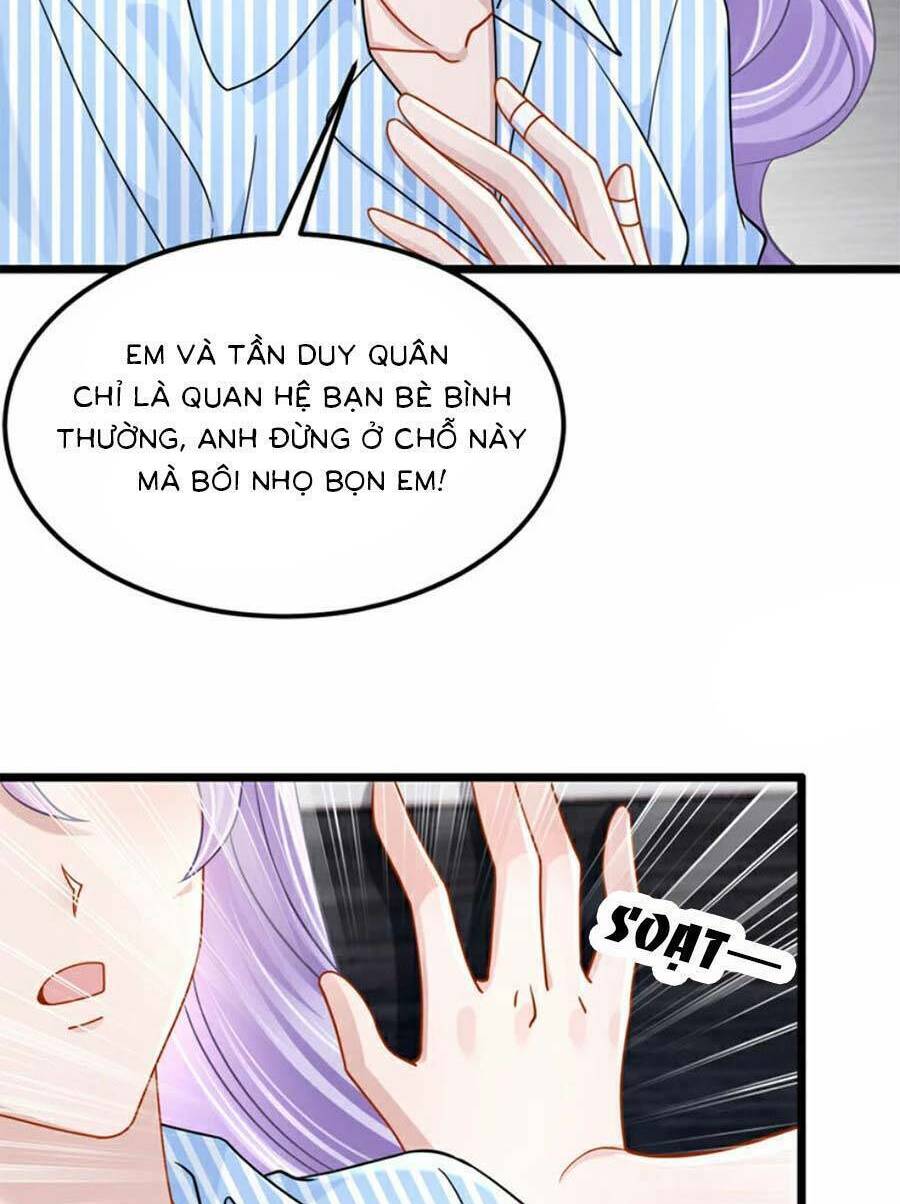 EM VÀ TẦN DUY QUÂN
CHỈ LÀ QUAN HỆ BẠN BÈ BÌNH
THƯỜNG, ANH ĐỪNG Ở CHỖ NÀY
MÀ BÔI NHỌ BỌN EM!
SOẠT—